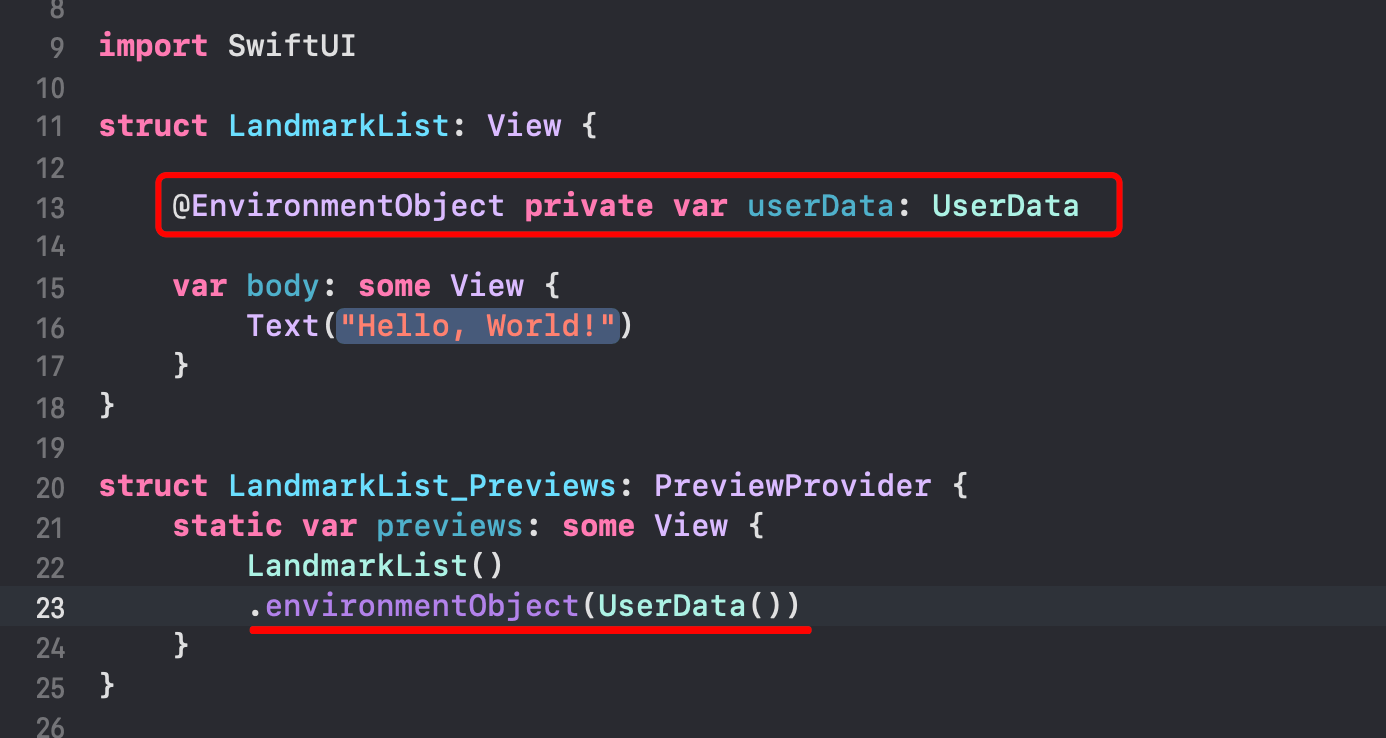 8
9 import SwiftUI
10
11 struct LandmarkList: View {
12
13     @EnvironmentObject private var userData: UserData
14
15     var body: some View {
16         Text("Hello, World!")
17     }
18 }
19
20 struct LandmarkList_Previews: PreviewProvider {
21     static var previews: some View {
22         LandmarkList()
23         .environmentObject(UserData())
24     }
25 }
26